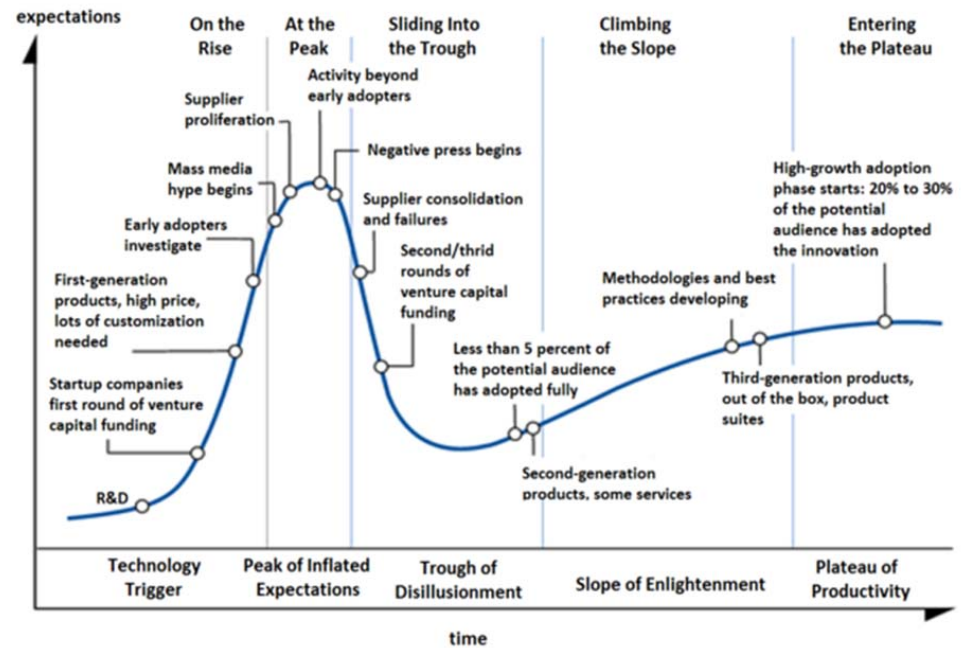 expectations
On the
Rise
At the
Peak
Sliding Into
the Trough
Climbing
the Slope
Entering
the Plateau
Activity beyond
early adopters
Supplier
proliferation
Negative press begins
Mass media
hype begins
Supplier consolidation
and failures
Early adopters
investigate
Second/thrid
rounds of
venture capital
funding
First-generation
products, high price,
lots of customization
needed
Startup companies
first round of venture
capital funding
R&D
Less than 5 percent of
the potential audience
has adopted fully
Second-generation
products, some services
Methodologies and best
practices developing
Third-generation products,
out of the box, product
suites
High-growth adoption
phase starts: 20% to 30%
of the potential
audience has adopted
the innovation
Technology
Trigger
Peak of Inflated
Expectations
Trough of
Disillusionment
Slope of Enlightenment
Plateau of
Productivity
time